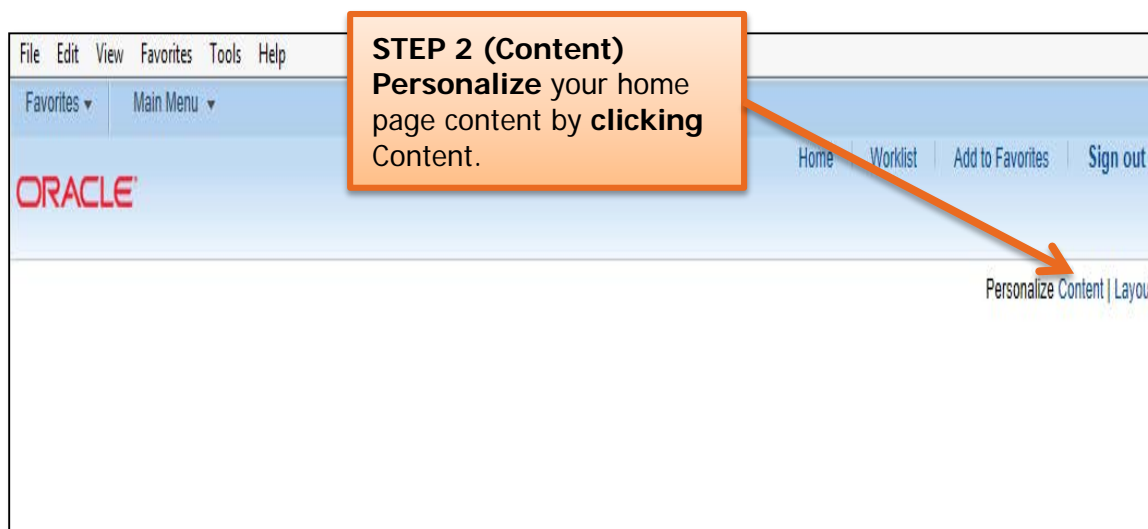 File Edit View Favorites Tools Help
Favorites Main Menu
STEP 2 (Content)
Personalize your home
page content by clicking
Content.
Home Worklist Add to Favorites Sign out
ORACLE
Personalize Content | Layou